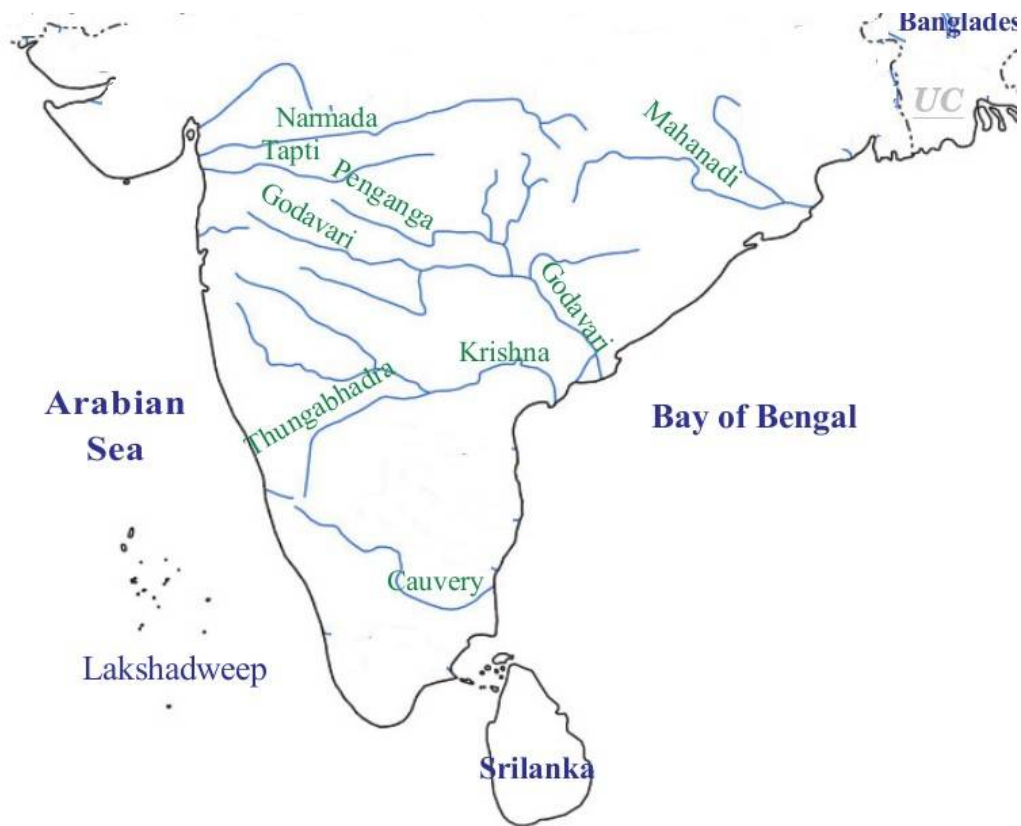 Banglades
UC
Narmada
Tapti
Mahanadi
Penganga
Godavari
Godavari
Krishna
Thungabhadra
Arabian
Sea
Bay of Bengal
Cauvery
Lakshadweep
Srilanka